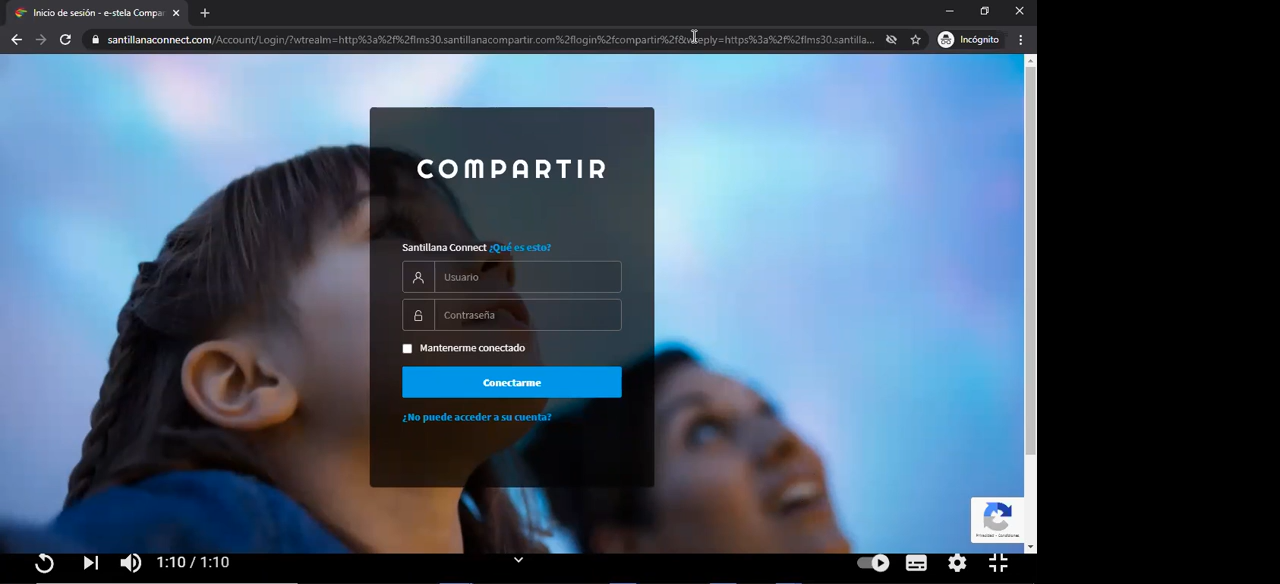 Inicio de sesión - e-stela Compar
santillanaconnect.com/Account/Login/?wtrealm=http%3a%2f%2flms30.santillanacompartir.com%2flogin%2fcompartir%2f&wreply=https%3a%2f%2flms30.santilla...
Incógnito
COMPARTIR
Santillana Connect ¿Qué es esto?
Usuario
Contraseña
Mantenerme conectado
Conectarme
¿No puede acceder a su cuenta?
Privacidad - Condiciones
1:10 / 1:10